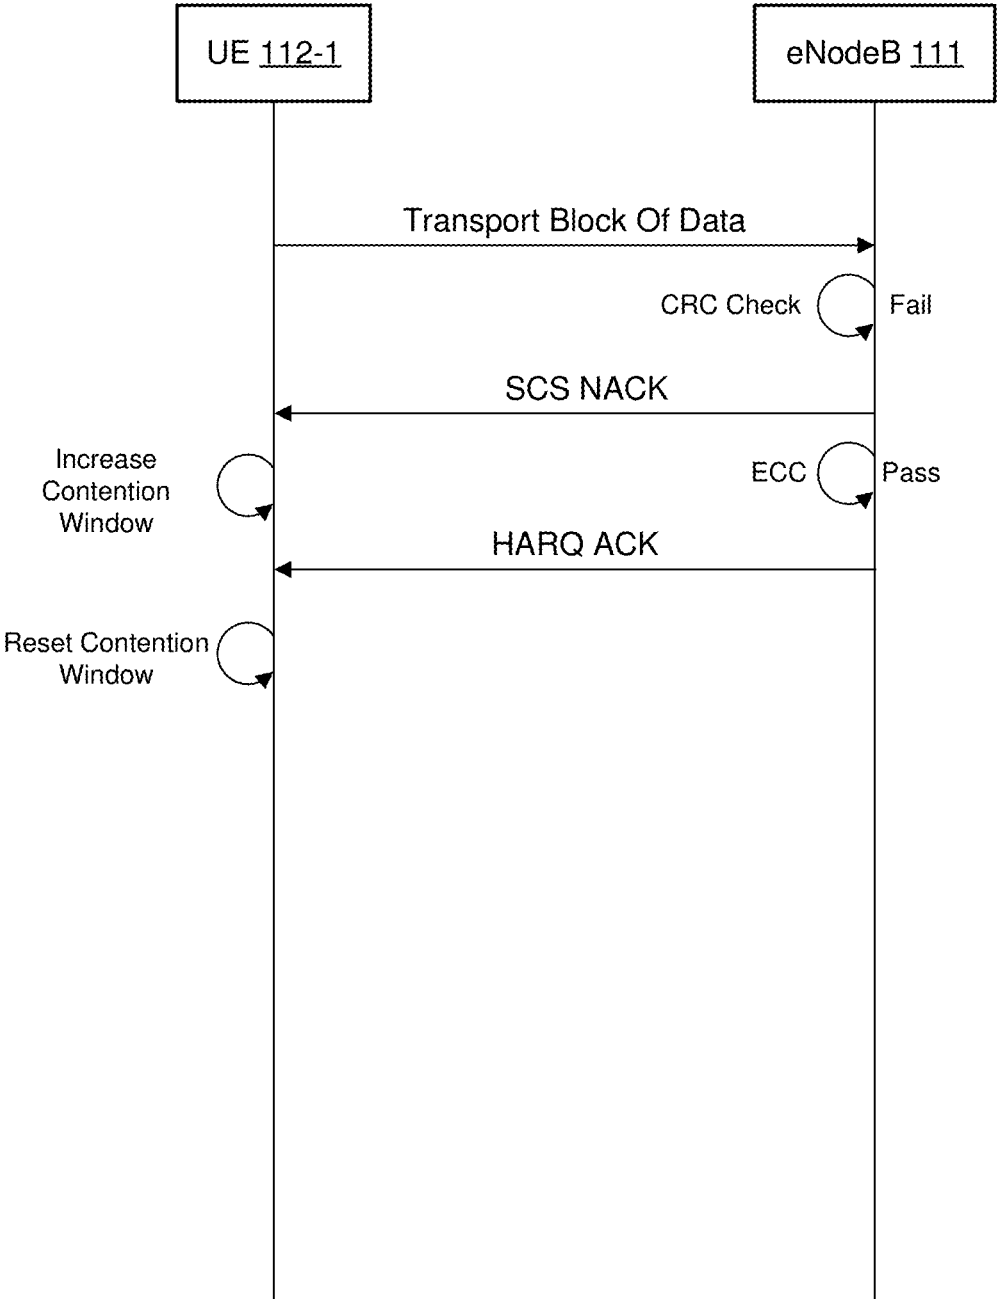 UE 112-1
eNodeB 111
Transport Block Of Data
CRC Check
Fail
SCS NACK
Increase
Contention
Window
ECC
Pass
HARQ ACK
Reset Contention
Window